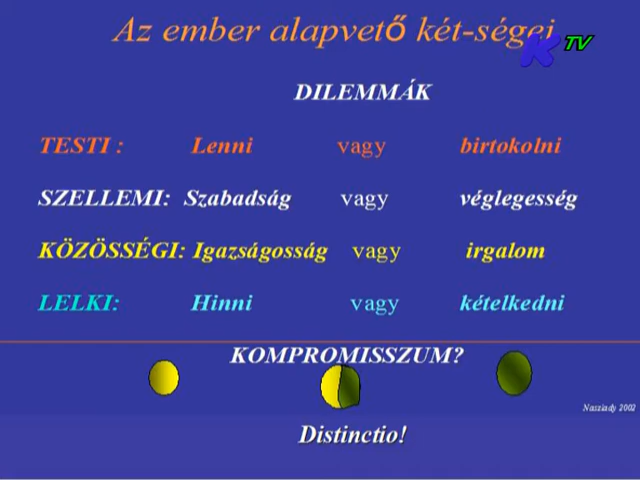 Az ember alapvető két-ségei
K TV
DILEMMÁK
TESTI : Lenni vagy birtokolni
SZELLEMI: Szabadság vagy véglegesség
KÖZÖSSÉGI: Igazságosság vagy irgalom
LELKI: Hinni vagy kételkedni
KOMPROMISSZUM?
2002
Distinctio!